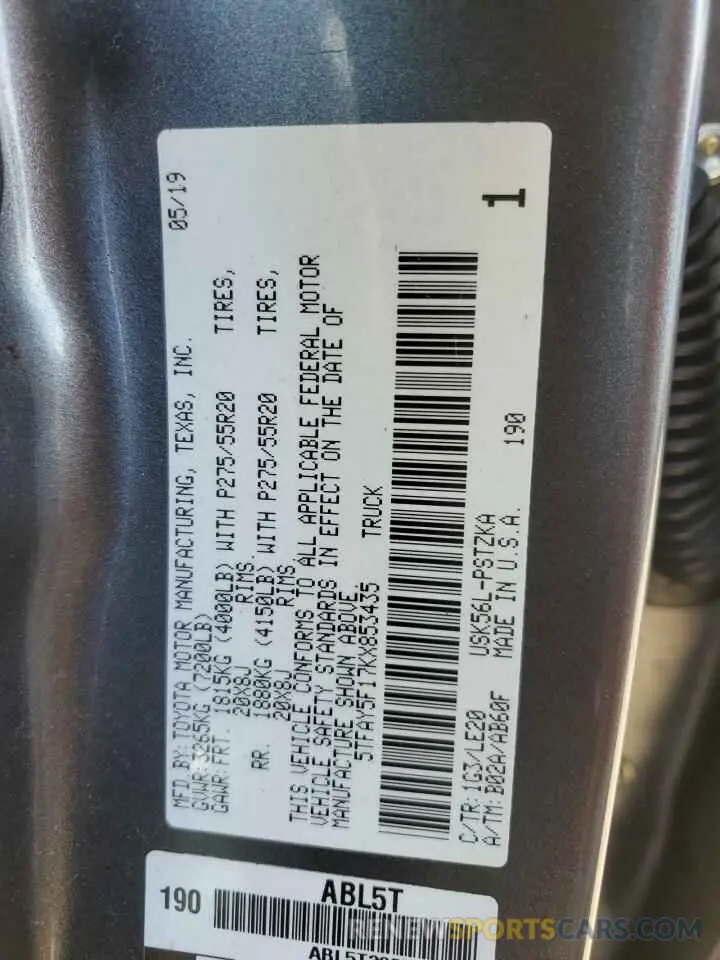 MFD BY: TOYOTA MOTOR MANUFACTURING, TEXAS, INC. 05/19
GVWR: 3265KG (7200LB)
GAWR: FRT. 1815KG (4000LB) WITH P275/55R20 TIRES,
20X8J RIMS.
RR. 1880KG (4150LB) WITH P275/55R20 TIRES,
20X8J RIMS
THIS VEHICLE CONFORMS TO ALL APPLICABLE FEDERAL MOTOR
VEHICLE SAFETY STANDARDS IN EFFECT ON THE DATE OF
MANUFACTURE SHOWN ABOVE.
5TFAY5F17KX853435 TRUCK
1
C/TR: 1G3/LE20 USK56L-PSTZKA 190
A/TM: B02A/AB60F MADE IN U.S.A.
190 ABL5T
RENEWSPORTSCARS.COM